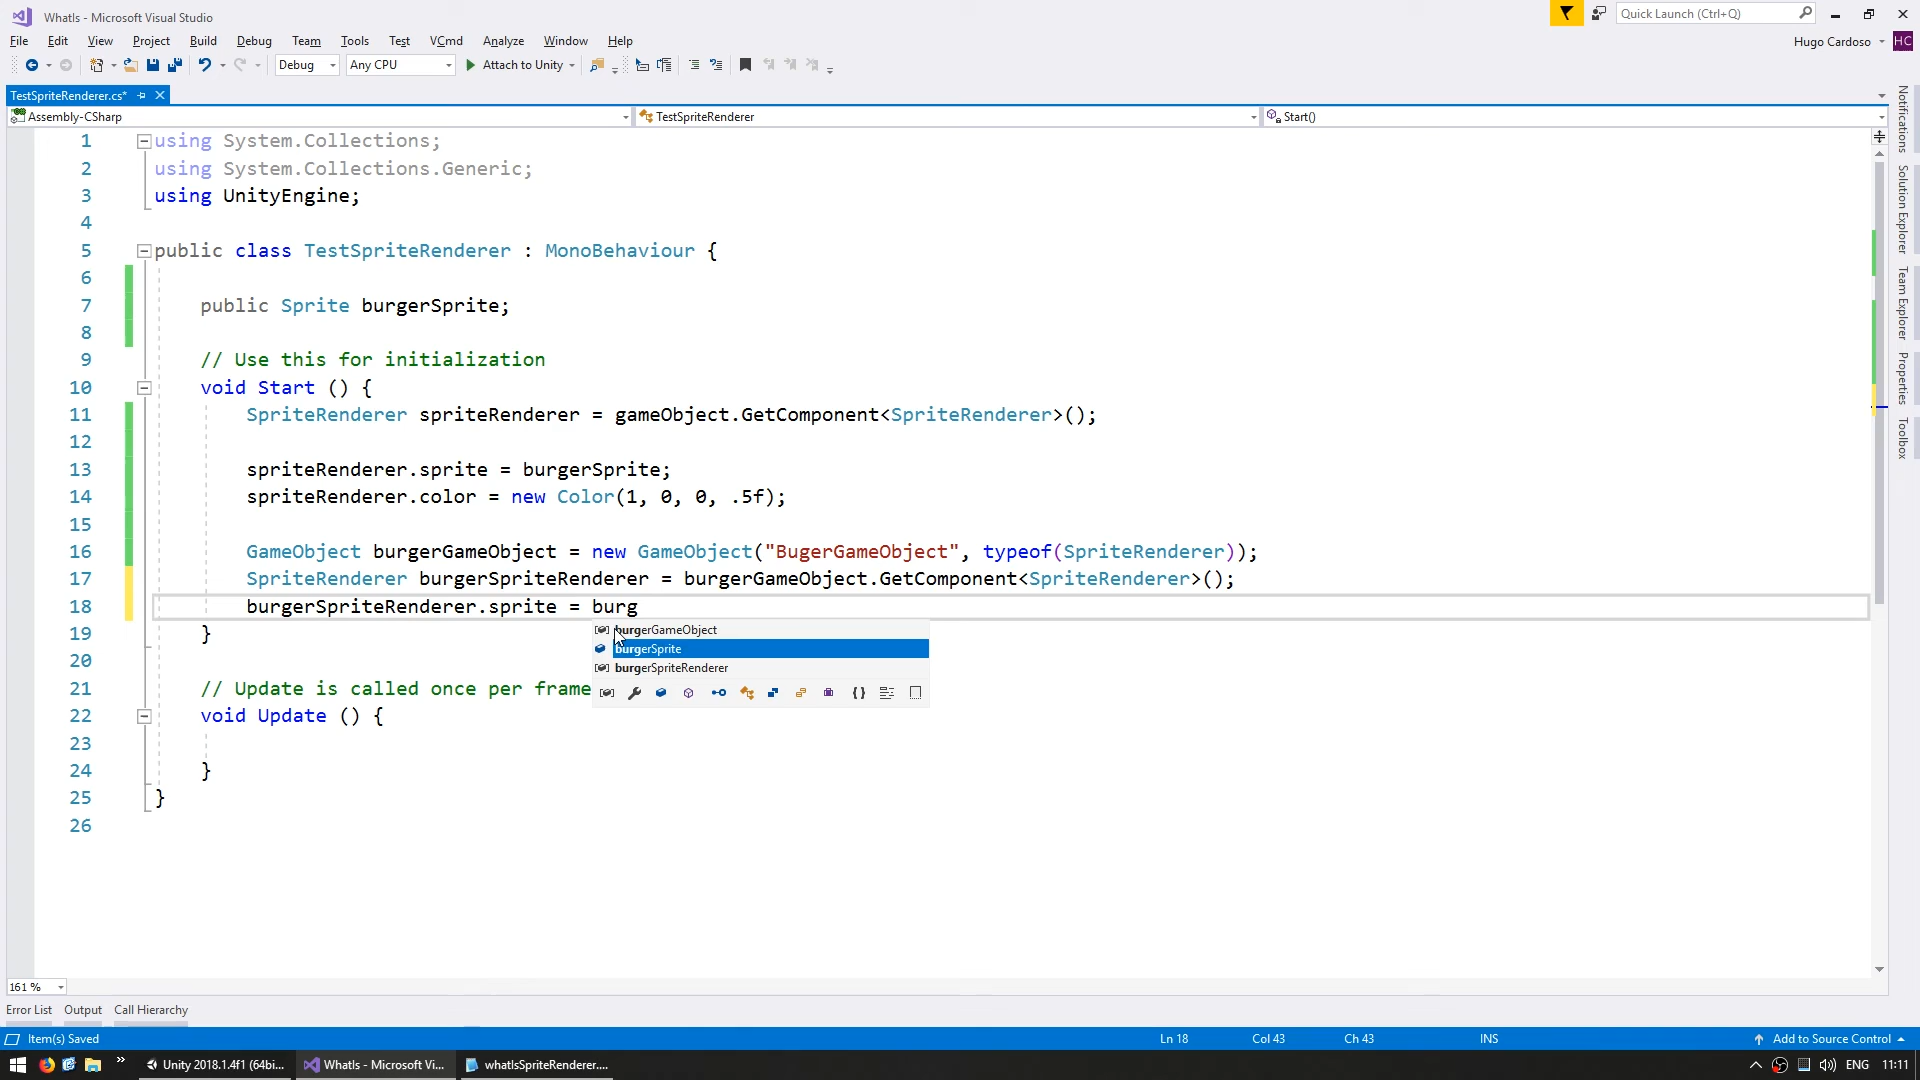 WhatIs - Microsoft Visual Studio
Quick Launch (Ctrl+Q)
File Edit View Project Build Debug Team Tools Test VCmd Analyze Window Help
Hugo Cardoso HC
Debug Any CPU Attach to Unity
TestSpriteRenderer.cs*
Assembly-CSharp TestSpriteRenderer Start()
1 using System.Collections;
2 using System.Collections.Generic;
3 using UnityEngine;
4
5 public class TestSpriteRenderer : MonoBehaviour {
6
7 public Sprite burgerSprite;
8
9 // Use this for initialization
10 void Start () {
11 SpriteRenderer spriteRenderer = gameObject.GetComponent<SpriteRenderer>();
12
13 spriteRenderer.sprite = burgerSprite;
14 spriteRenderer.color = new Color(1, 0, 0, .5f);
15
16 GameObject burgerGameObject = new GameObject("BugerGameObject", typeof(SpriteRenderer));
17 SpriteRenderer burgerSpriteRenderer = burgerGameObject.GetComponent<SpriteRenderer>();
18 burgerSpriteRenderer.sprite = burg
burgerGameObject
burgerSprite
burgerSpriteRenderer
19 }
20
21 // Update is called once per frame
22 void Update () {
23
24 }
25 }
26
Notifications
Solution Explorer
Team Explorer
Properties
Toolbox
161 %
Error List Output Call Hierarchy
Item(s) Saved Ln 18 Col 43 Ch 43 INS Add to Source Control
Unity 2018.1.4f1 (64bi... WhatIs - Microsoft Vi... whatIsSpriteRenderer.... ENG 11:11